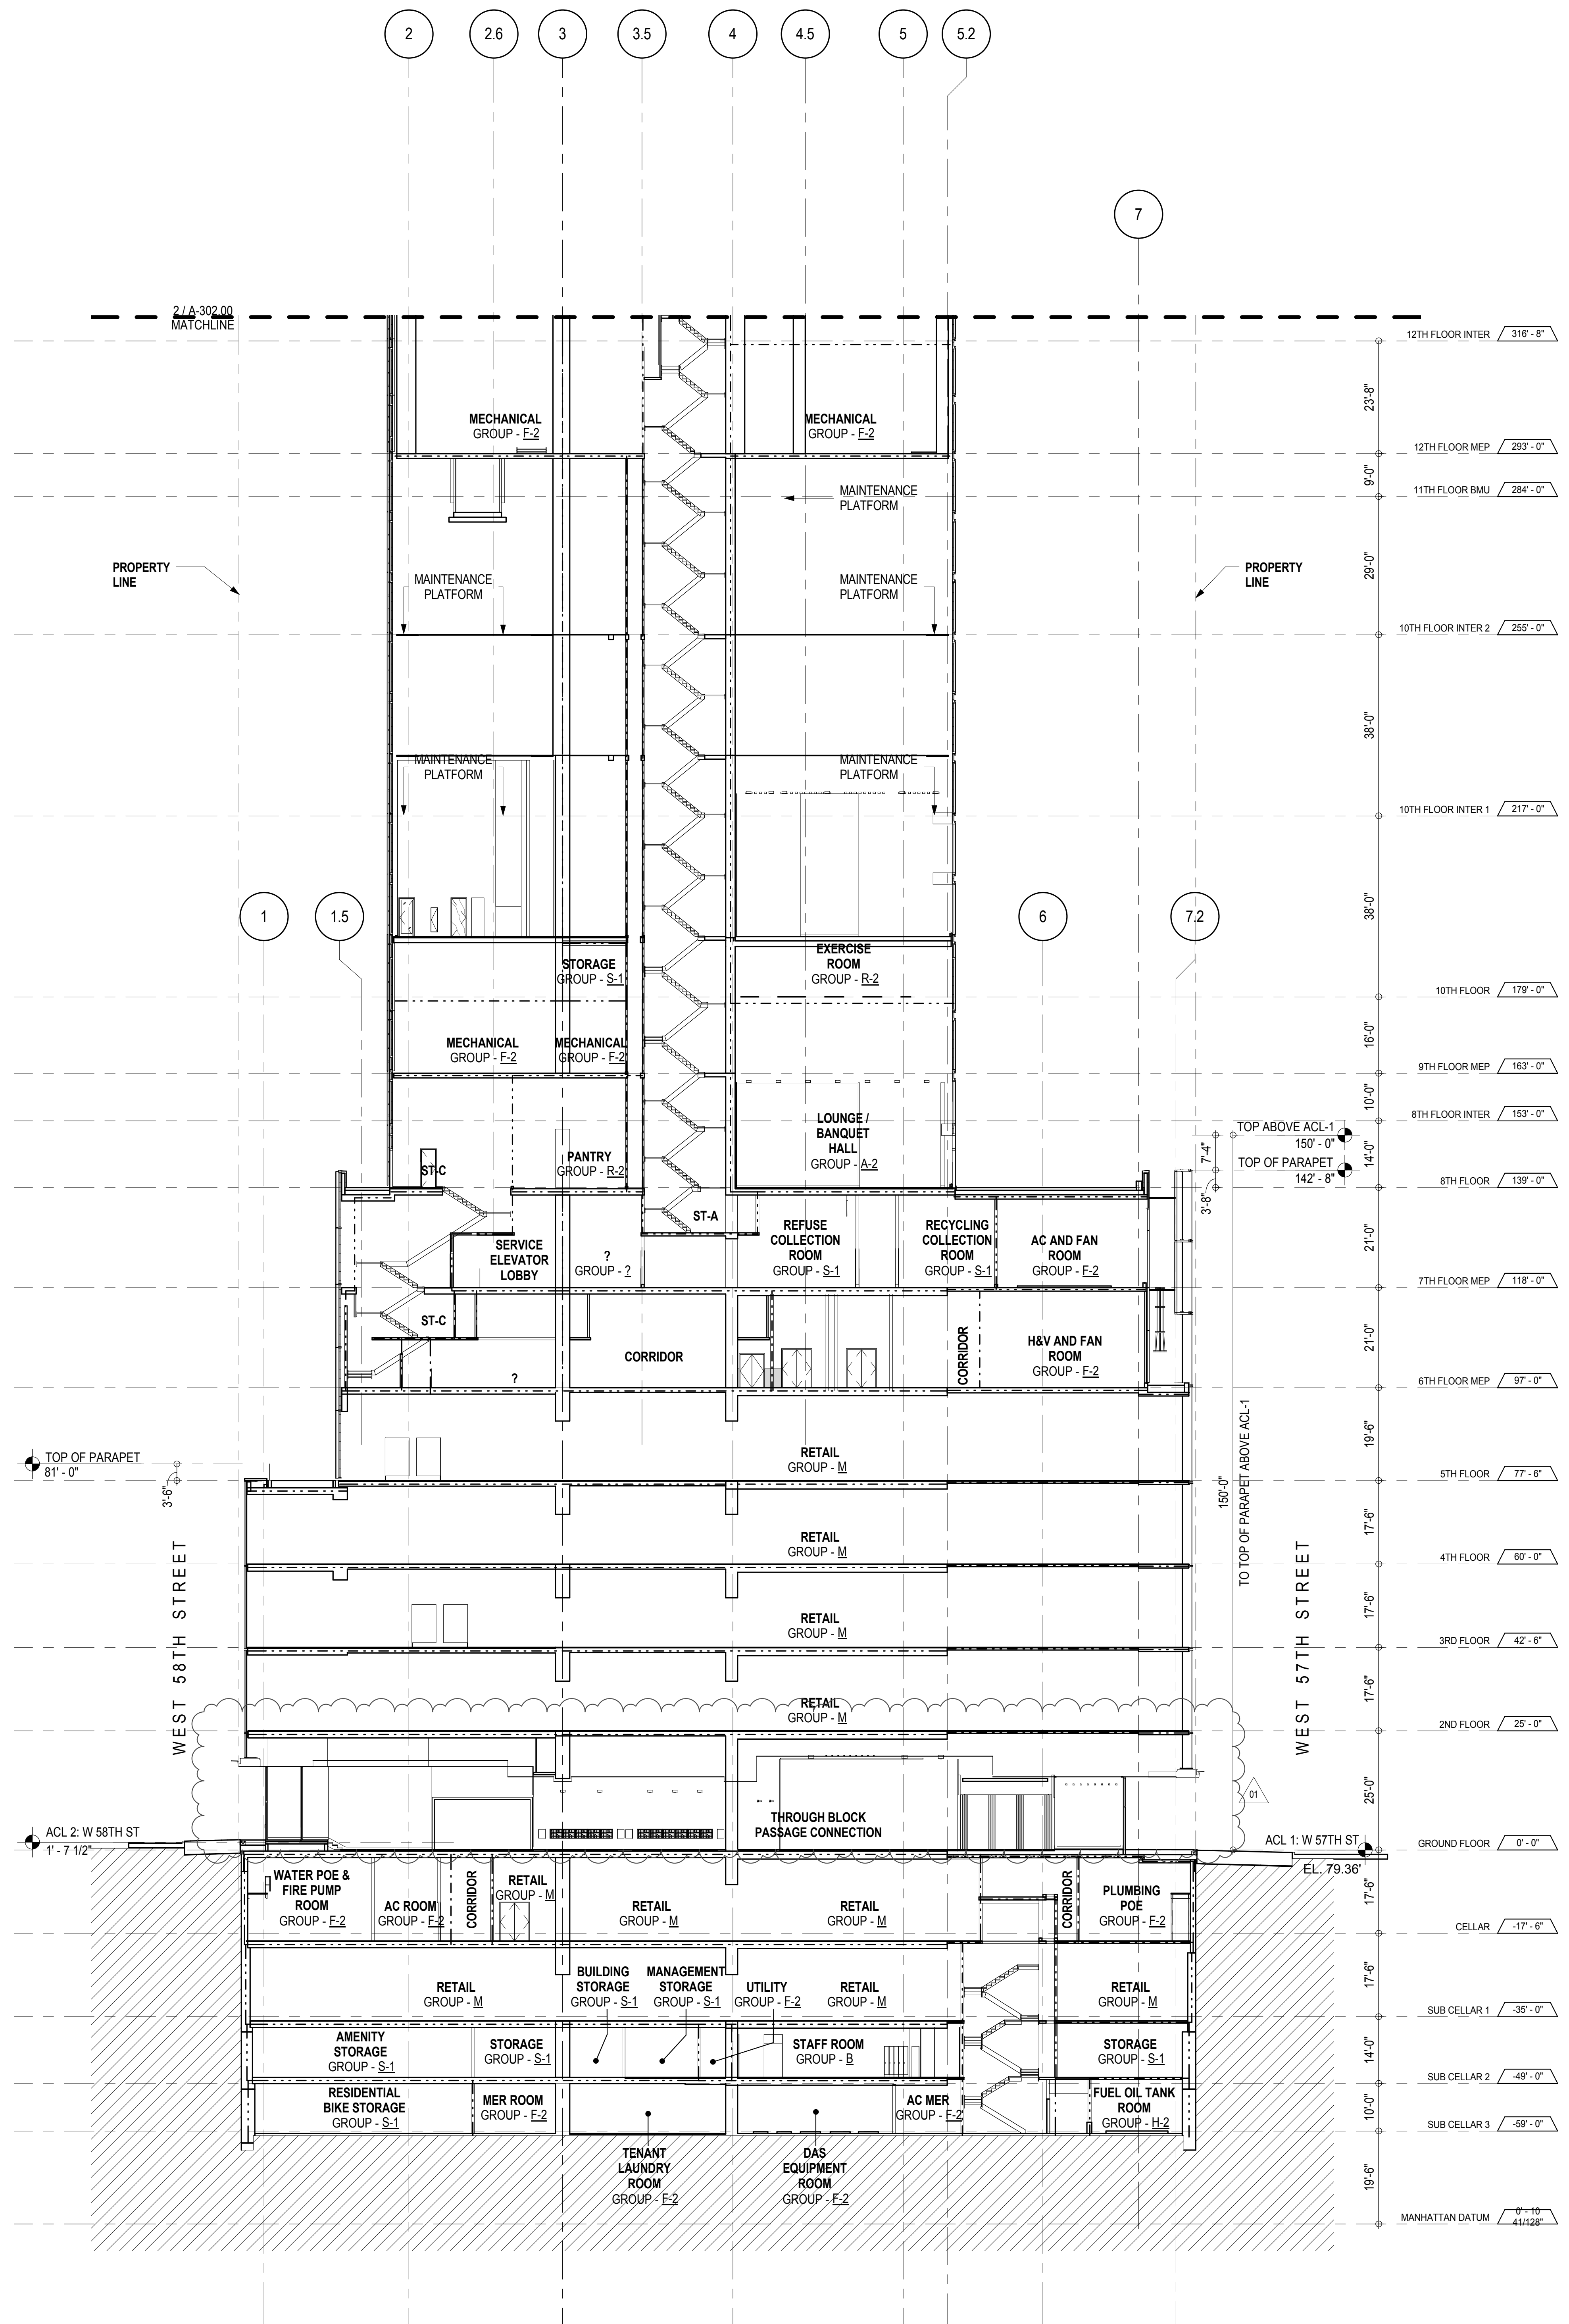 2
2.6
3
3.5
4
4.5
5
5.2
7
2 / A-302.00
MATCHLINE
12TH FLOOR INTER
316' - 8"
23'-8"
MECHANICAL
GROUP - F-2
MECHANICAL
GROUP - F-2
12TH FLOOR MEP
293' - 0"
9'-0"
MAINTENANCE
PLATFORM
11TH FLOOR BMU
284' - 0"
29'-0"
PROPERTY
LINE
MAINTENANCE
PLATFORM
MAINTENANCE
PLATFORM
PROPERTY
LINE
10TH FLOOR INTER 2
255' - 0"
38'-0"
MAINTENANCE
PLATFORM
MAINTENANCE
PLATFORM
10TH FLOOR INTER 1
217' - 0"
38'-0"
1
1.5
6
7.2
STORAGE
GROUP - S-1
EXERCISE
ROOM
GROUP - R-2
10TH FLOOR
179' - 0"
16'-0"
MECHANICAL
GROUP - F-2
MECHANICAL
GROUP - F-2
9TH FLOOR MEP
163' - 0"
10'-0"
8TH FLOOR INTER
153' - 0"
LOUNGE /
BANQUET
HALL
GROUP - A-2
TOP ABOVE ACL-1
150' - 0"
7'-4"
14'-0"
ST-C
PANTRY
GROUP - R-2
TOP OF PARAPET
142' - 8"
3'-8"
8TH FLOOR
139' - 0"
ST-A
SERVICE
ELEVATOR
LOBBY
?
GROUP - ?
REFUSE
COLLECTION
ROOM
GROUP - S-1
RECYCLING
COLLECTION
ROOM
GROUP - S-1
AC AND FAN
ROOM
GROUP - F-2
21'-0"
7TH FLOOR MEP
118' - 0"
ST-C
CORRIDOR
?
CORRIDOR
H&V AND FAN
ROOM
GROUP - F-2
21'-0"
6TH FLOOR MEP
97' - 0"
19'-6"
TOP OF PARAPET
81' - 0"
3'-6"
RETAIL
GROUP - M
150'-0"
TO TOP OF PARAPET ABOVE ACL-1
5TH FLOOR
77' - 6"
17'-6"
RETAIL
GROUP - M
4TH FLOOR
60' - 0"
WEST 58TH STREET
WEST 57TH STREET
17'-6"
RETAIL
GROUP - M
3RD FLOOR
42' - 6"
17'-6"
RETAIL
GROUP - M
2ND FLOOR
25' - 0"
01
25'-0"
THROUGH BLOCK
PASSAGE CONNECTION
ACL 2: W 58TH ST
1' - 7 1/2"
ACL 1: W 57TH ST
EL. 79.36'
GROUND FLOOR
0' - 0"
17'-6"
WATER POE &
FIRE PUMP
ROOM
GROUP - F-2
AC ROOM
GROUP - F-2
CORRIDOR
RETAIL
GROUP - M
RETAIL
GROUP - M
RETAIL
GROUP - M
CORRIDOR
PLUMBING
POE
GROUP - F-2
CELLAR
-17' - 6"
17'-6"
RETAIL
GROUP - M
BUILDING
STORAGE
GROUP - S-1
MANAGEMENT
STORAGE
GROUP - S-1
UTILITY
GROUP - F-2
RETAIL
GROUP - M
RETAIL
GROUP - M
SUB CELLAR 1
-35' - 0"
14'-0"
AMENITY
STORAGE
GROUP - S-1
STORAGE
GROUP - S-1
STAFF ROOM
GROUP - B
STORAGE
GROUP - S-1
SUB CELLAR 2
-49' - 0"
10'-0"
RESIDENTIAL
BIKE STORAGE
GROUP - S-1
MER ROOM
GROUP - F-2
AC MER
GROUP - F-2
FUEL OIL TANK
ROOM
GROUP - H-2
SUB CELLAR 3
-59' - 0"
19'-6"
TENANT
LAUNDRY
ROOM
GROUP - F-2
DAS
EQUIPMENT
ROOM
GROUP - F-2
MANHATTAN DATUM
0' - 10
41/128"